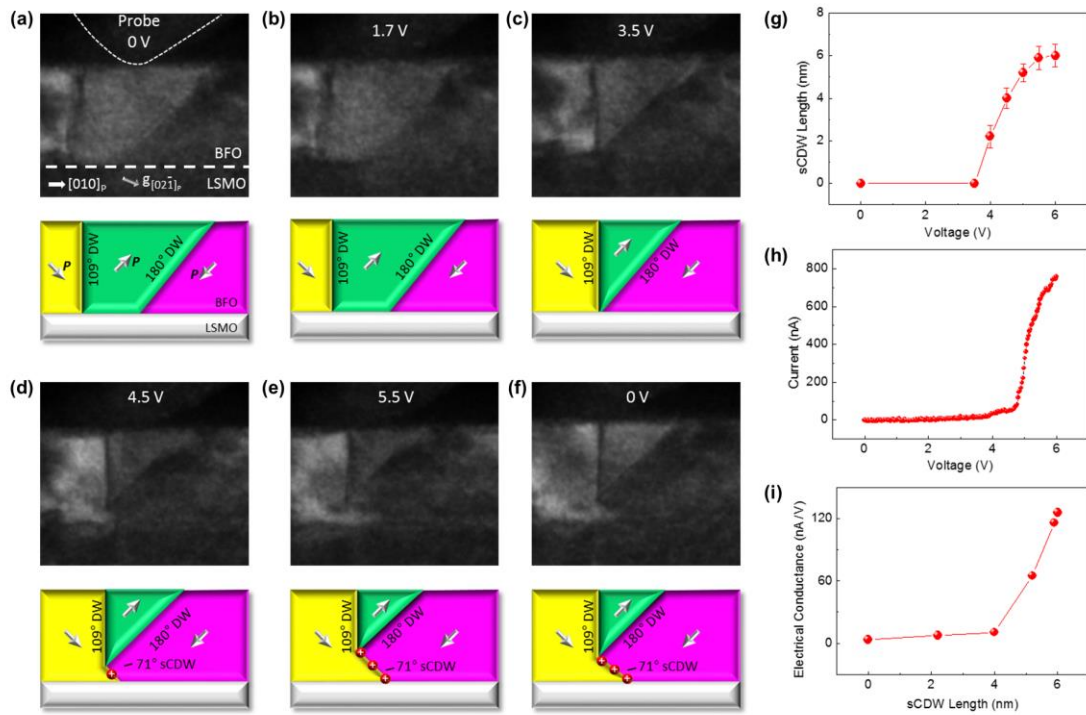 (a)
Probe
0 V
BFO
[010]ₚ g[021̅]ₚ LSMO
P 109° DW P 180° DW P
BFO
LSMO
(b)
1.7 V
109° DW 180° DW
(c)
3.5 V
109° DW 180° DW
(d)
4.5 V
109° DW 180° DW
71° sCDW
(e)
5.5 V
109° DW 180° DW
71° sCDW
(f)
0 V
109° DW 180° DW
71° sCDW
(g)
sCDW Length (nm)
8
6
4
2
0
0 2 4 6
Voltage (V)
(h)
Current (nA)
800
600
400
200
0
0 2 4 6
Voltage (V)
(i)
Electrical Conductance (nA/V)
120
60
0
0 2 4 6
sCDW Length (nm)